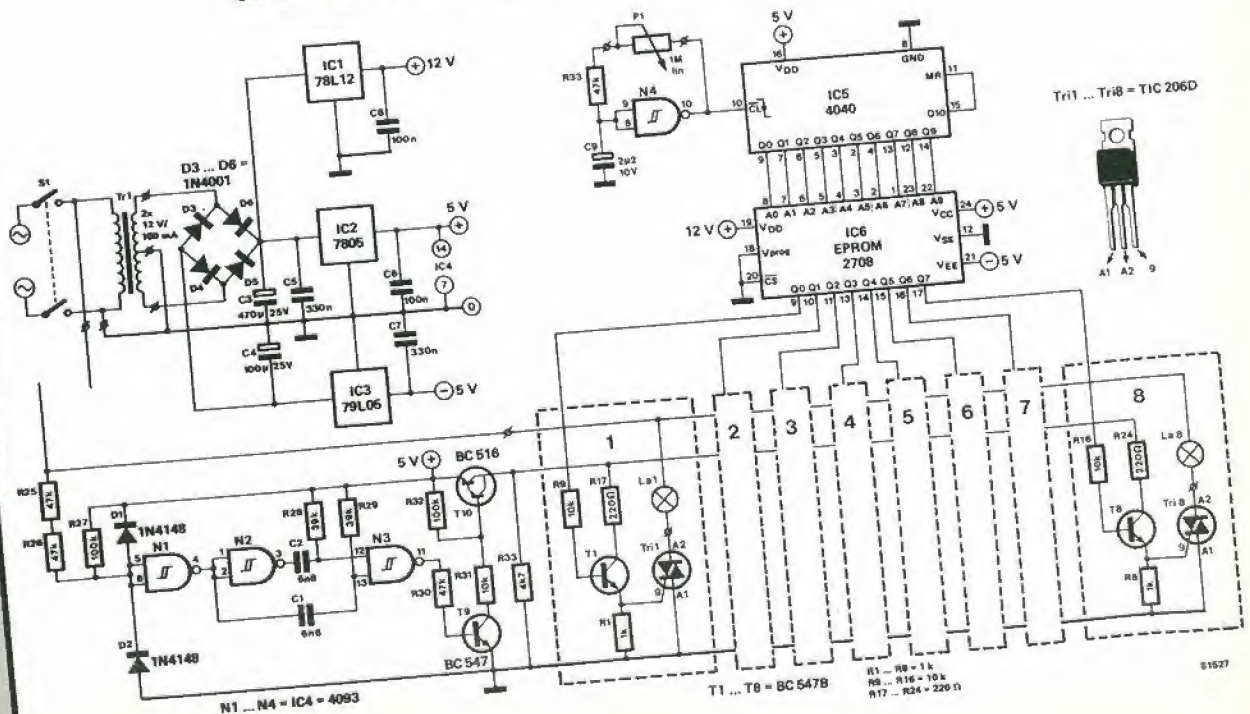 IC1
78L12
+ 12 V
C8
100n
D3 ... D6 =
1N4001
S1
Tr1
2x
12 V/
100 mA
D3
D6
D4
D5
IC2
7805
5 V
+
14
IC4
7
0
C3
470µ 25V
C5
330n
C6
100n
C7
330n
C4
100µ 25V
IC3
79L05
− 5 V
P1
1M
lin
R33
47k
N4
9
8
10
C9
2µ2
10V
5 V
+
16
VDD
8
GND
IC5
4040
10
CL
MR
11
Q10
15
Q0 Q1 Q2 Q3 Q4 Q5 Q6 Q7 Q8 Q9
9 7 6 5 3 2 4 13 12 14
8 7 6 5 4 3 2 1 23 22
A0 A1 A2 A3 A4 A5 A6 A7 A8 A9
12 V + 19
VDD
IC6
EPROM
2708
VCC
24 + 5 V
VSS
12
VEE
21 − 5 V
18
Vprog
20
CS
Q0 Q1 Q2 Q3 Q4 Q5 Q6 Q7
9 10 11 13 14 15 16 17
Tri1 ... Tri8 = TIC 206D
A1 A2 g
R25
47k
R26
47k
R27
100k
D1
1N4148
D2
1N4148
5
6
N1
4
1
2
N2
3
C2
6n8
C1
6n6
R28
39k
R29
39k
12
13
N3
11
R30
47k
5 V +
R32
100k
BC 516
T10
R31
10k
T9
BC 547
R33
4k7
1
R9
10k
R17
220Ω
La1
T1
Tri1
A2
g
A1
R1
1k
2
3
4
5
6
7
8
R16
10k
R24
220Ω
La8
T8
Tri8
A2
g
A1
R8
1k
N1 ... N4 = IC4 = 4093
T1 ... T8 = BC 547B
R1 ... R8 = 1 k
R9 ... R16 = 10 k
R17 ... R24 = 220 Ω
81527